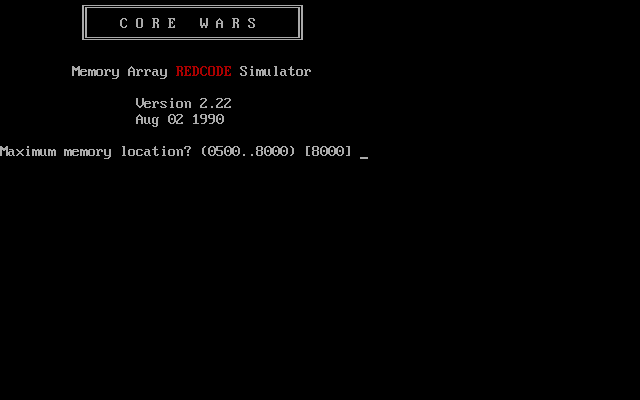 CORE WARS
Memory Array REDCODE Simulator
Version 2.22
Aug 02 1990
Maximum memory location? (0500..8000) [8000] _